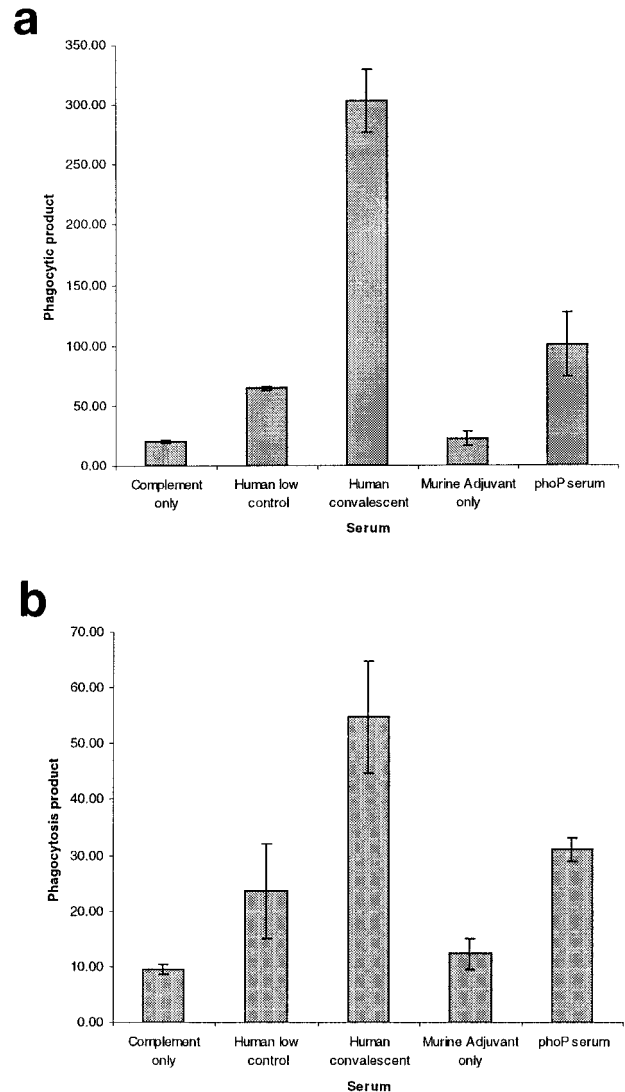 a
350.00
300.00
250.00
200.00
150.00
100.00
50.00
0.00
Phagocytic product
Complement only
Human low control
Human convalescent
Murine Adjuvant only
phoP serum
Serum
b
70.00
60.00
50.00
40.00
30.00
20.00
10.00
0.00
Phagocytosis product
Complement only
Human low control
Human convalescent
Murine Adjuvant only
phoP serum
Serum